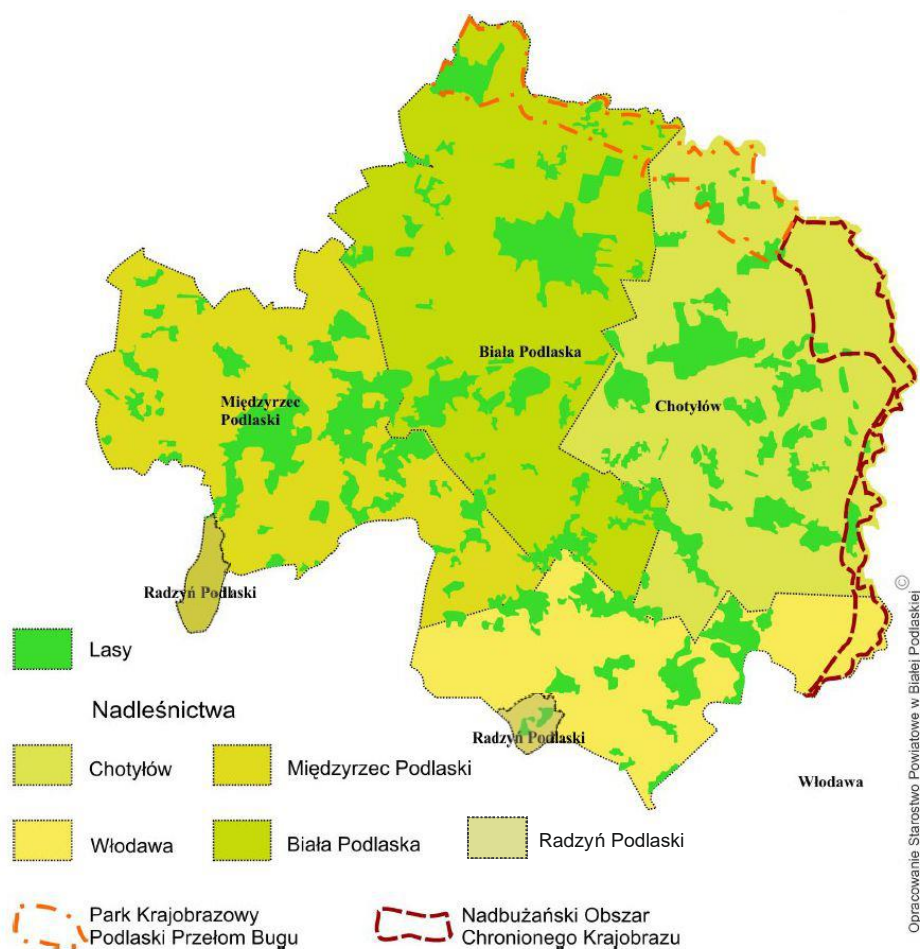 Biała Podlaska
Międzyrzec
Podlaski
Chotyłów
Radzyń Podlaski
Radzyń Podlaski
Włodawa
Lasy
Nadleśnictwa
Chotyłów
Międzyrzec Podlaski
Włodawa
Biała Podlaska
Radzyń Podlaski
Park Krajobrazowy
Podlaski Przełom Bugu
Nadbużański Obszar
Chronionego Krajobrazu
Opracowanie Starostwo Powiatowe w Białej Podlaskiej ©